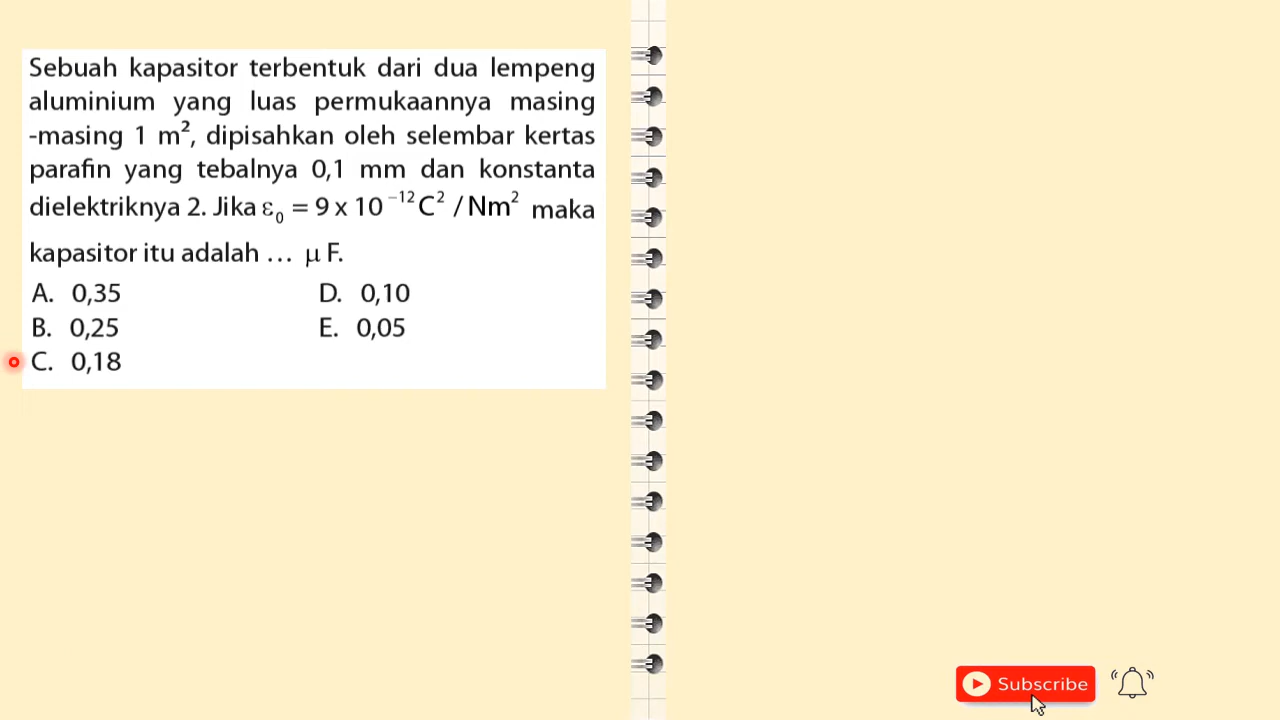 Sebuah kapasitor terbentuk dari dua lempeng
aluminium yang luas permukaannya masing
-masing 1 m², dipisahkan oleh selembar kertas
parafin yang tebalnya 0,1 mm dan konstanta
dielektriknya 2. Jika ε₀ = 9 x 10⁻¹² C² / Nm² maka
kapasitor itu adalah … μ F.
A. 0,35
B. 0,25
C. 0,18
D. 0,10
E. 0,05
Subscribe